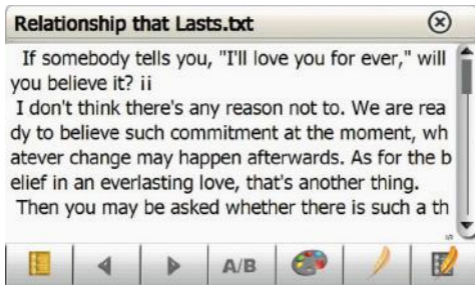 Relationship that Lasts.txt
If somebody tells you, "I'll love you for ever," will
you believe it? ii
I don't think there's any reason not to. We are rea
dy to believe such commitment at the moment, wh
atever change may happen afterwards. As for the b
elief in an everlasting love, that's another thing.
Then you may be asked whether there is such a th
A/B